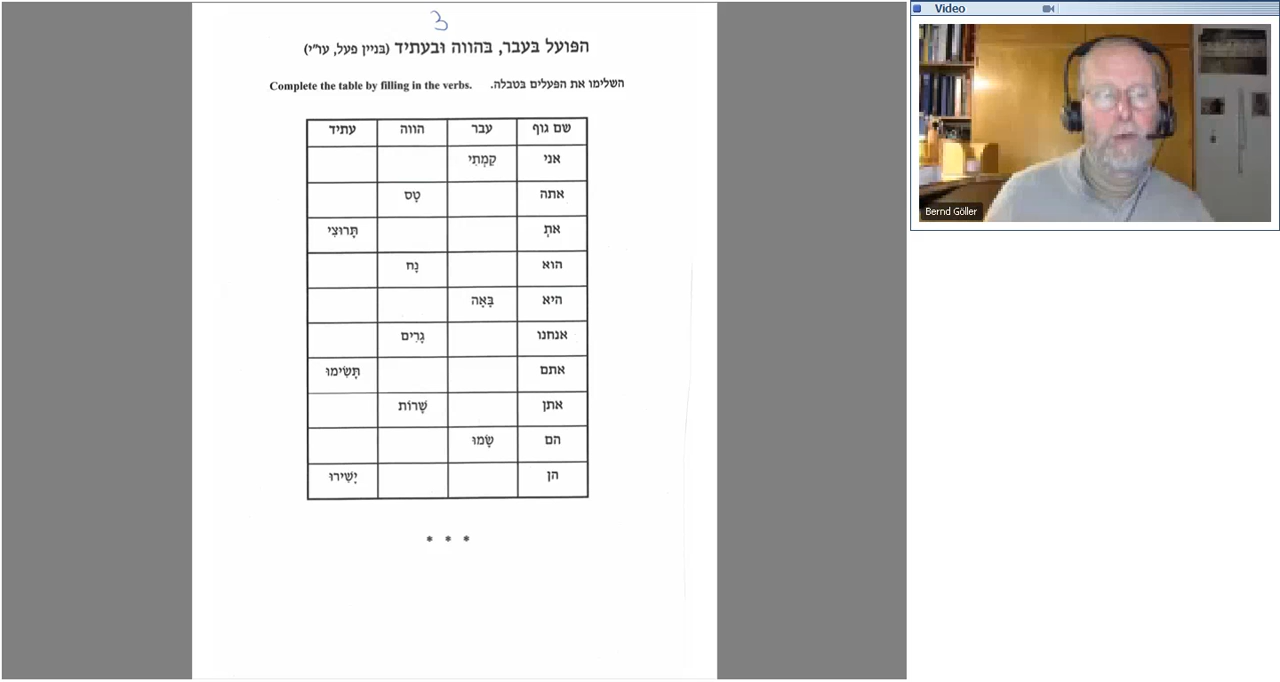 3
הפועל בעבר, בהווה ובעתיד (בניין פעל, עו"י)
השלימו את הפעלים בטבלה. Complete the table by filling in the verbs.
שם גוף עבר הווה עתיד
אני קַמְתִּי
אתה טָס
אתְ תָּרוּצִי
הוא נָח
היא בָּאָה
אנחנו גָּרִים
אתם תָּשִׂימוּ
אתן שָׁרוֹת
הם שָׂמוּ
הן יָשִׁירוּ
* * *
Video
Bernd Göller